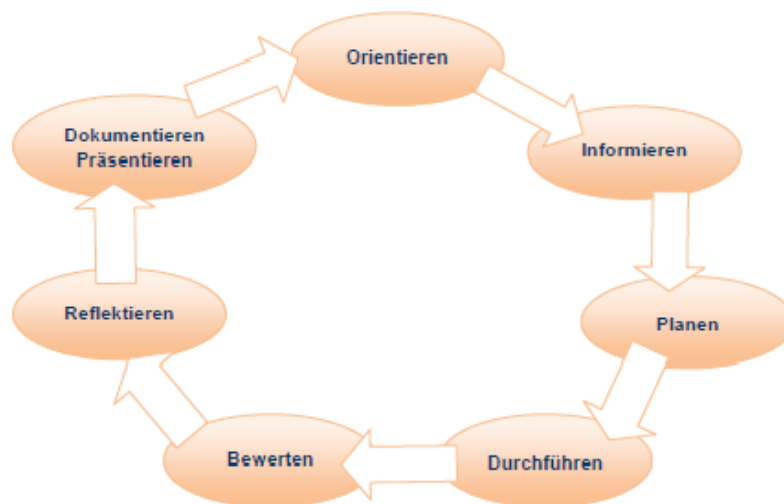 Orientieren
Informieren
Planen
Durchführen
Bewerten
Reflektieren
Dokumentieren
Präsentieren